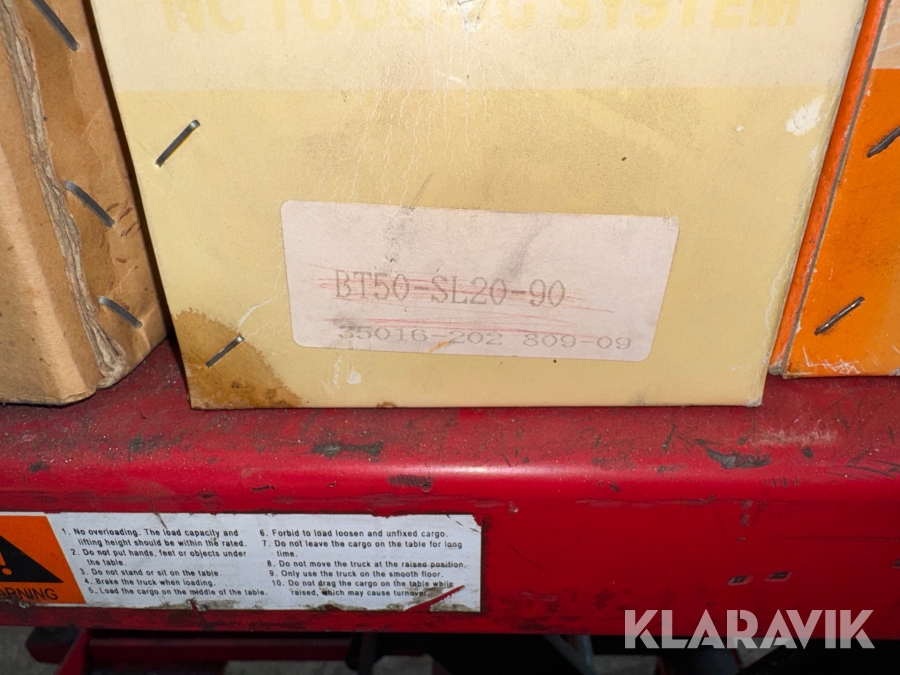 NC TOOLING SYSTEM
BT50-SL20-90
35016-202 809-09
WARNING
1. No overloading. The load capacity and
lifting height should be within the rated.
2. Do not put hands, feet or objects under
the table.
3. Do not stand or sit on the table.
4. Brake the truck when loading.
5. Load the cargo on the middle of the table.
6. Forbid to load loosen and unfixed cargo.
7. Do not leave the cargo on the table for long
time.
8. Do not move the truck at the raised position.
9. Only use the truck on the smooth floor.
10. Do not drag the cargo on the table while
raised, which may cause turnover.
KLARAVIK